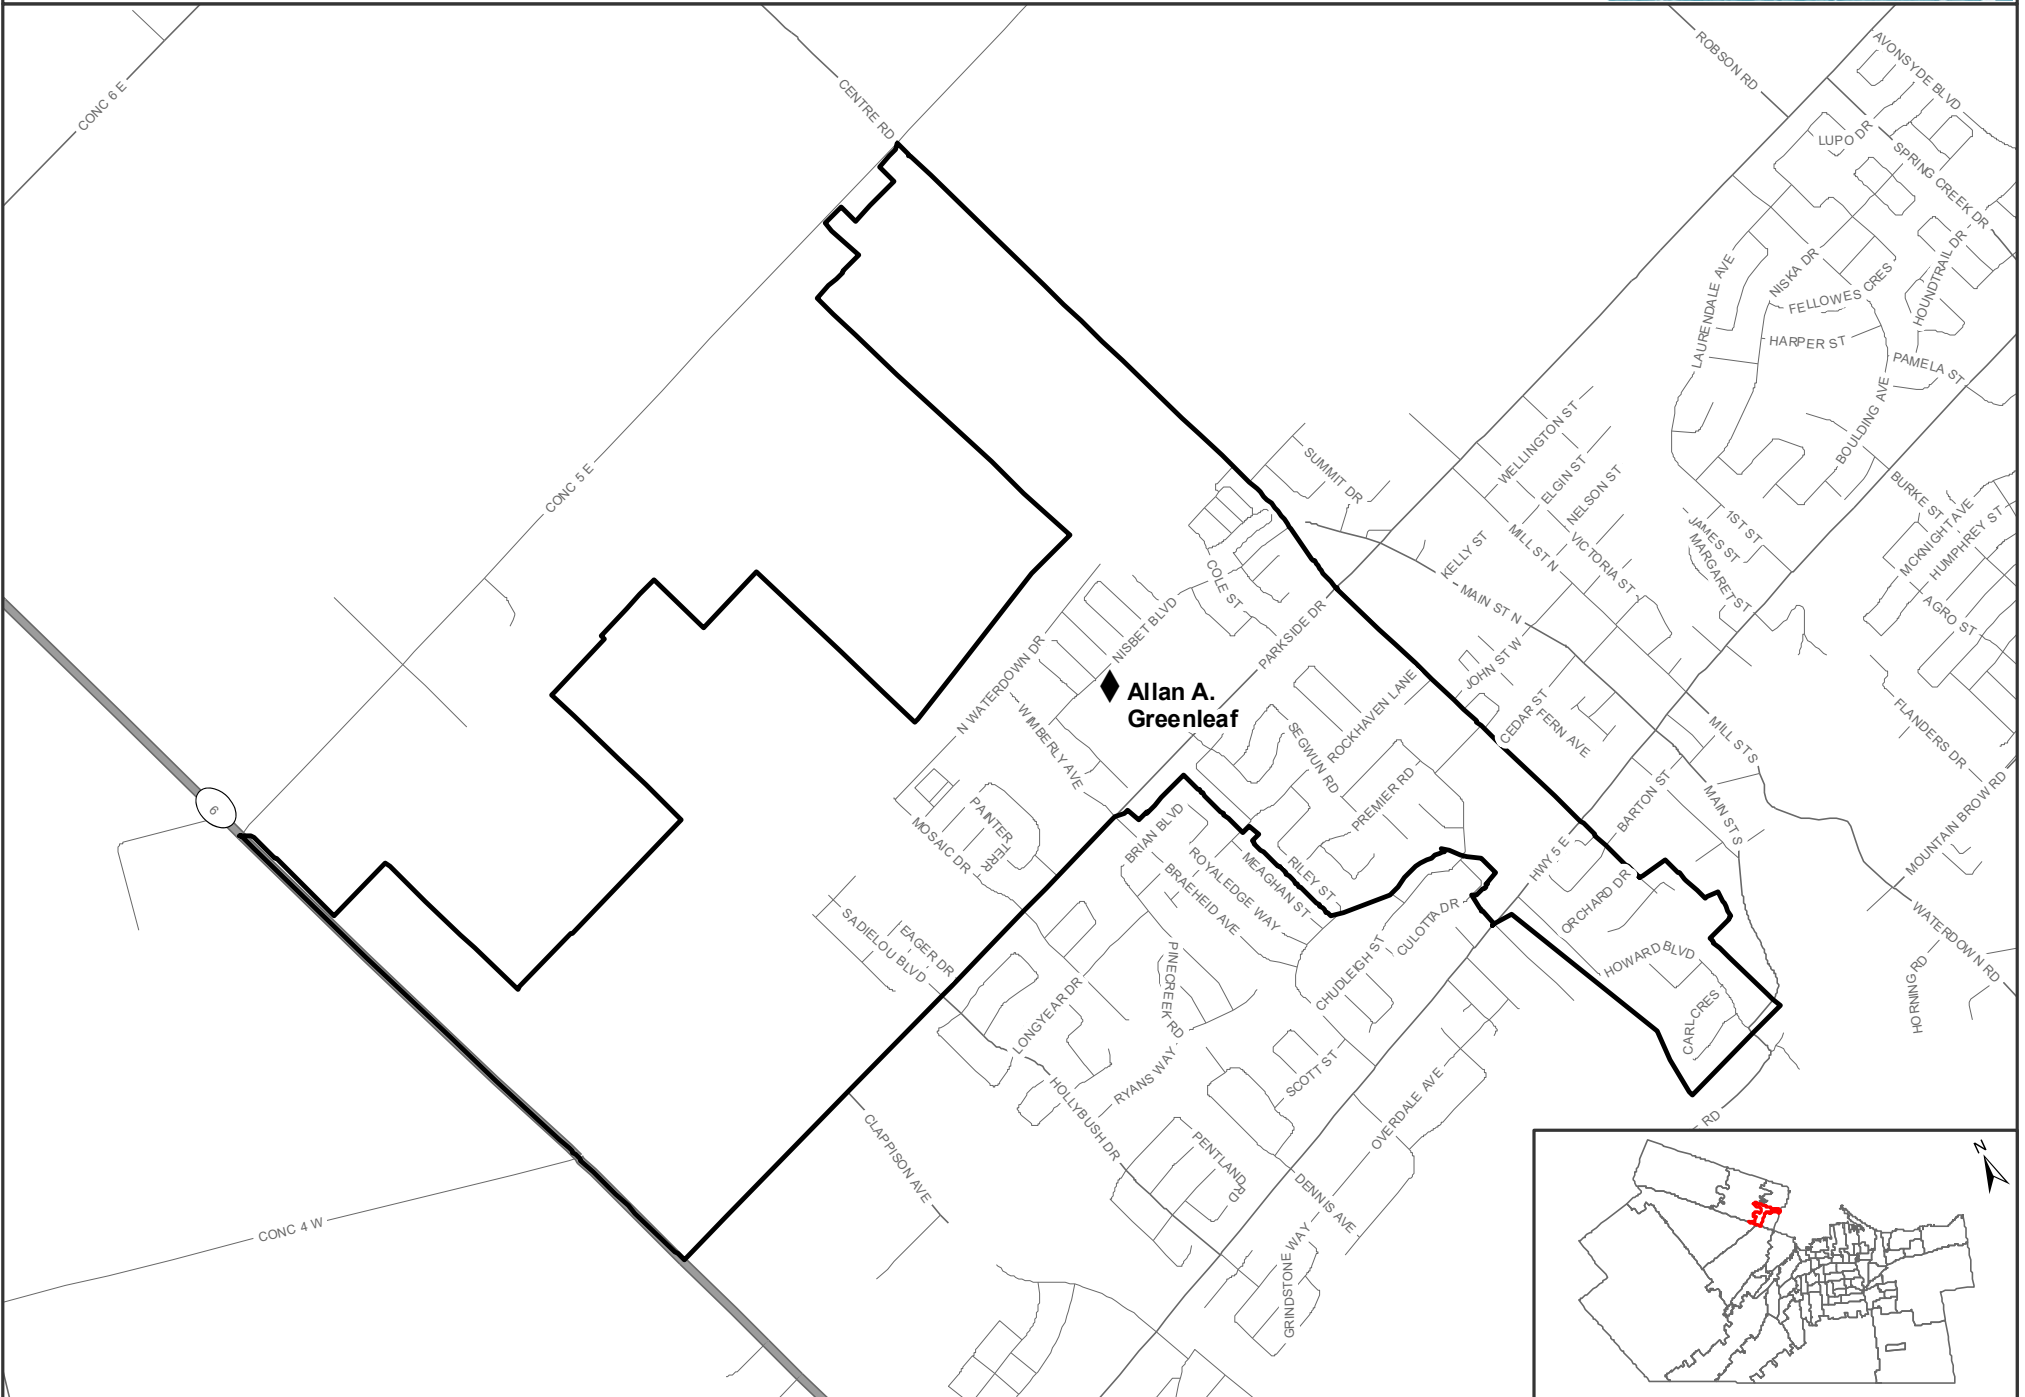 CONC 6 E
CENTRE RD
ROBSON RD
AVONSYDE BLVD
LUPO DR
SPRING CREEK DR
HOUNDTRAIL DR
LAURENDALE AVE
NISKA DR
FELLOWES CRES
HARPER ST
PAMELA ST
BOULDING AVE
BURKE ST
MCKNIGHT AVE
HUMPHREY ST
AGRO ST
SUMMIT DR
WELLINGTON ST
ELGIN ST
NELSON ST
1ST ST
JAMES ST
MARGARET ST
KELLY ST
MILL ST N
VICTORIA ST
MAIN ST N
CONC 5 E
COLE ST
NISBET BLVD
PARKSIDE DR
N WATERDOWN DR
WIMBERLY AVE
Allan A.
Greenleaf
JOHN ST W
ROCKHAVEN LANE
SEGWUN RD
PREMIER RD
CEDAR ST
FERN AVE
MILL ST S
FLANDERS DR
MOUNTAIN BROW RD
BARTON ST
MAIN ST S
HWY 5 E
6
PAINTER
TERR
MOSAIC DR
BRIAN BLVD
ROYALEDGE WAY
BRAEHEID AVE
MEAGHAN ST
RILEY ST
ORCHARD DR
CULOTTA DR
CHUDLEIGH ST
HOWARD BLVD
CARL CRES
WATERDOWN RD
HORNING RD
EAGER DR
SADIELOU BLVD
LONGYEAR DR
PINECREEK RD
RYANS WAY
SCOTT ST
HOLLYBUSH DR
OVERDALE AVE
CLAPPISON AVE
PENTLAND
RD
DENNIS AVE
GRINDSTONE WAY
RD
CONC 4 W
N